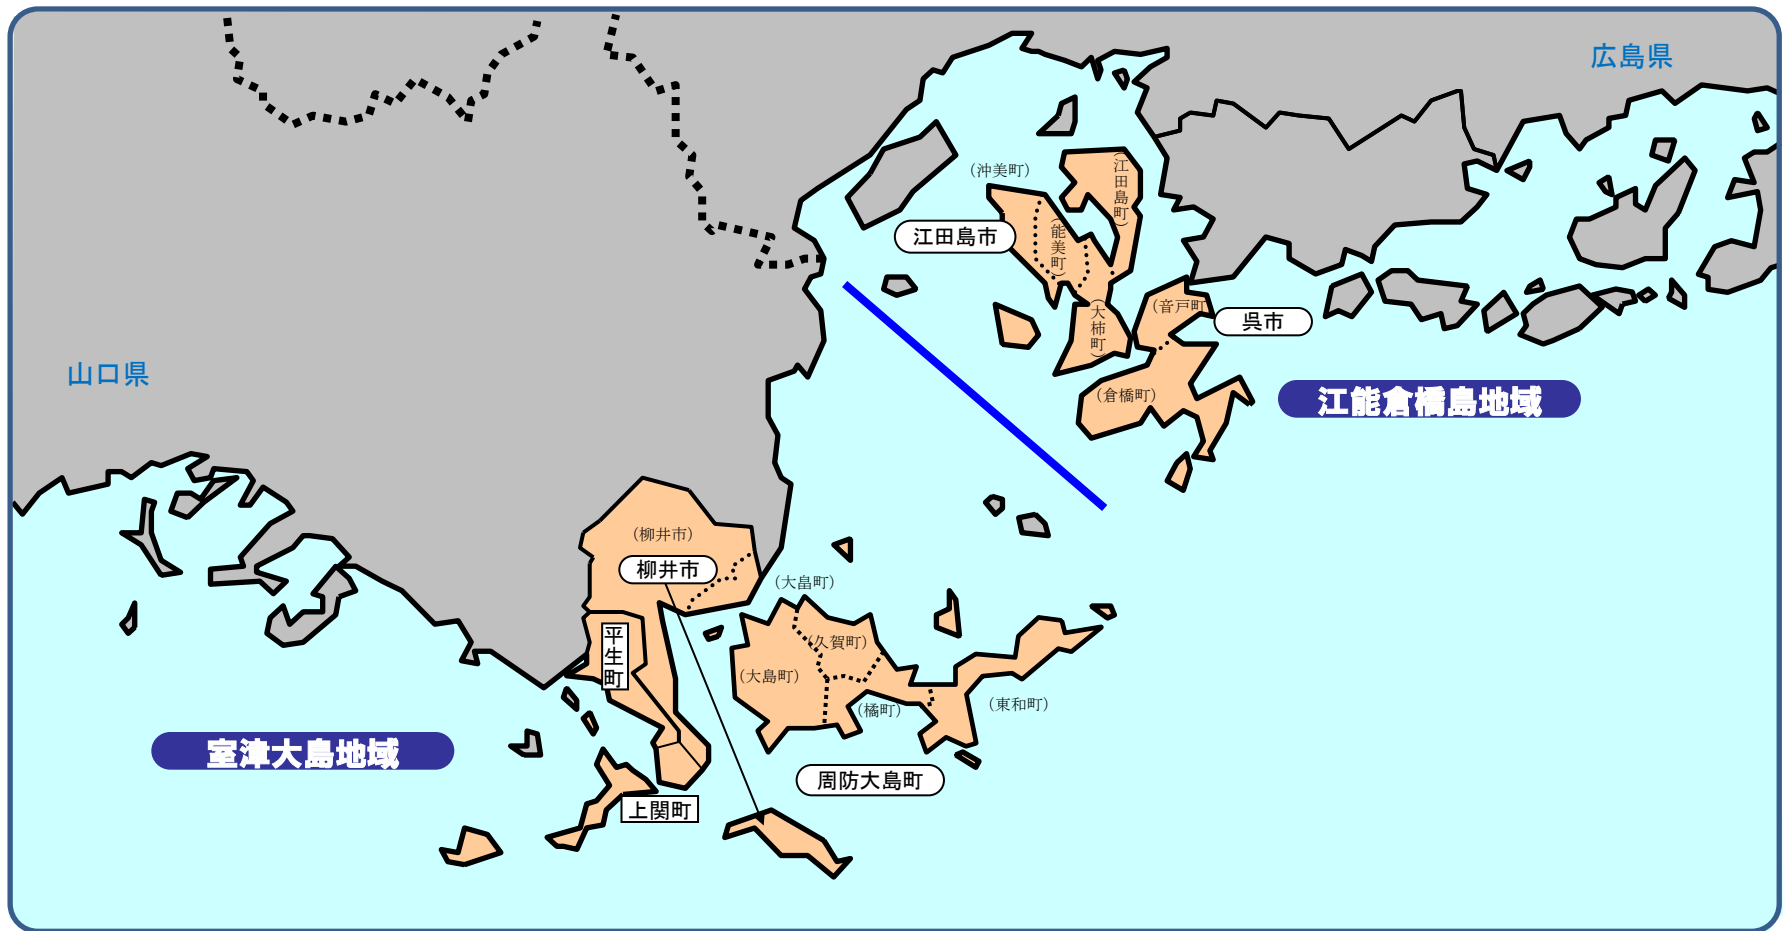 広島県
(沖美町)
(江田島町)
江田島市
(能美町)
(大柿町)
(音戸町
呉市
山口県
(倉橋町)
江能倉橋島地域
(柳井市)
柳井市
(大畠町)
平生町
(久賀町)
(大島町)
(橘町)
(東和町)
室津大島地域
周防大島町
上関町